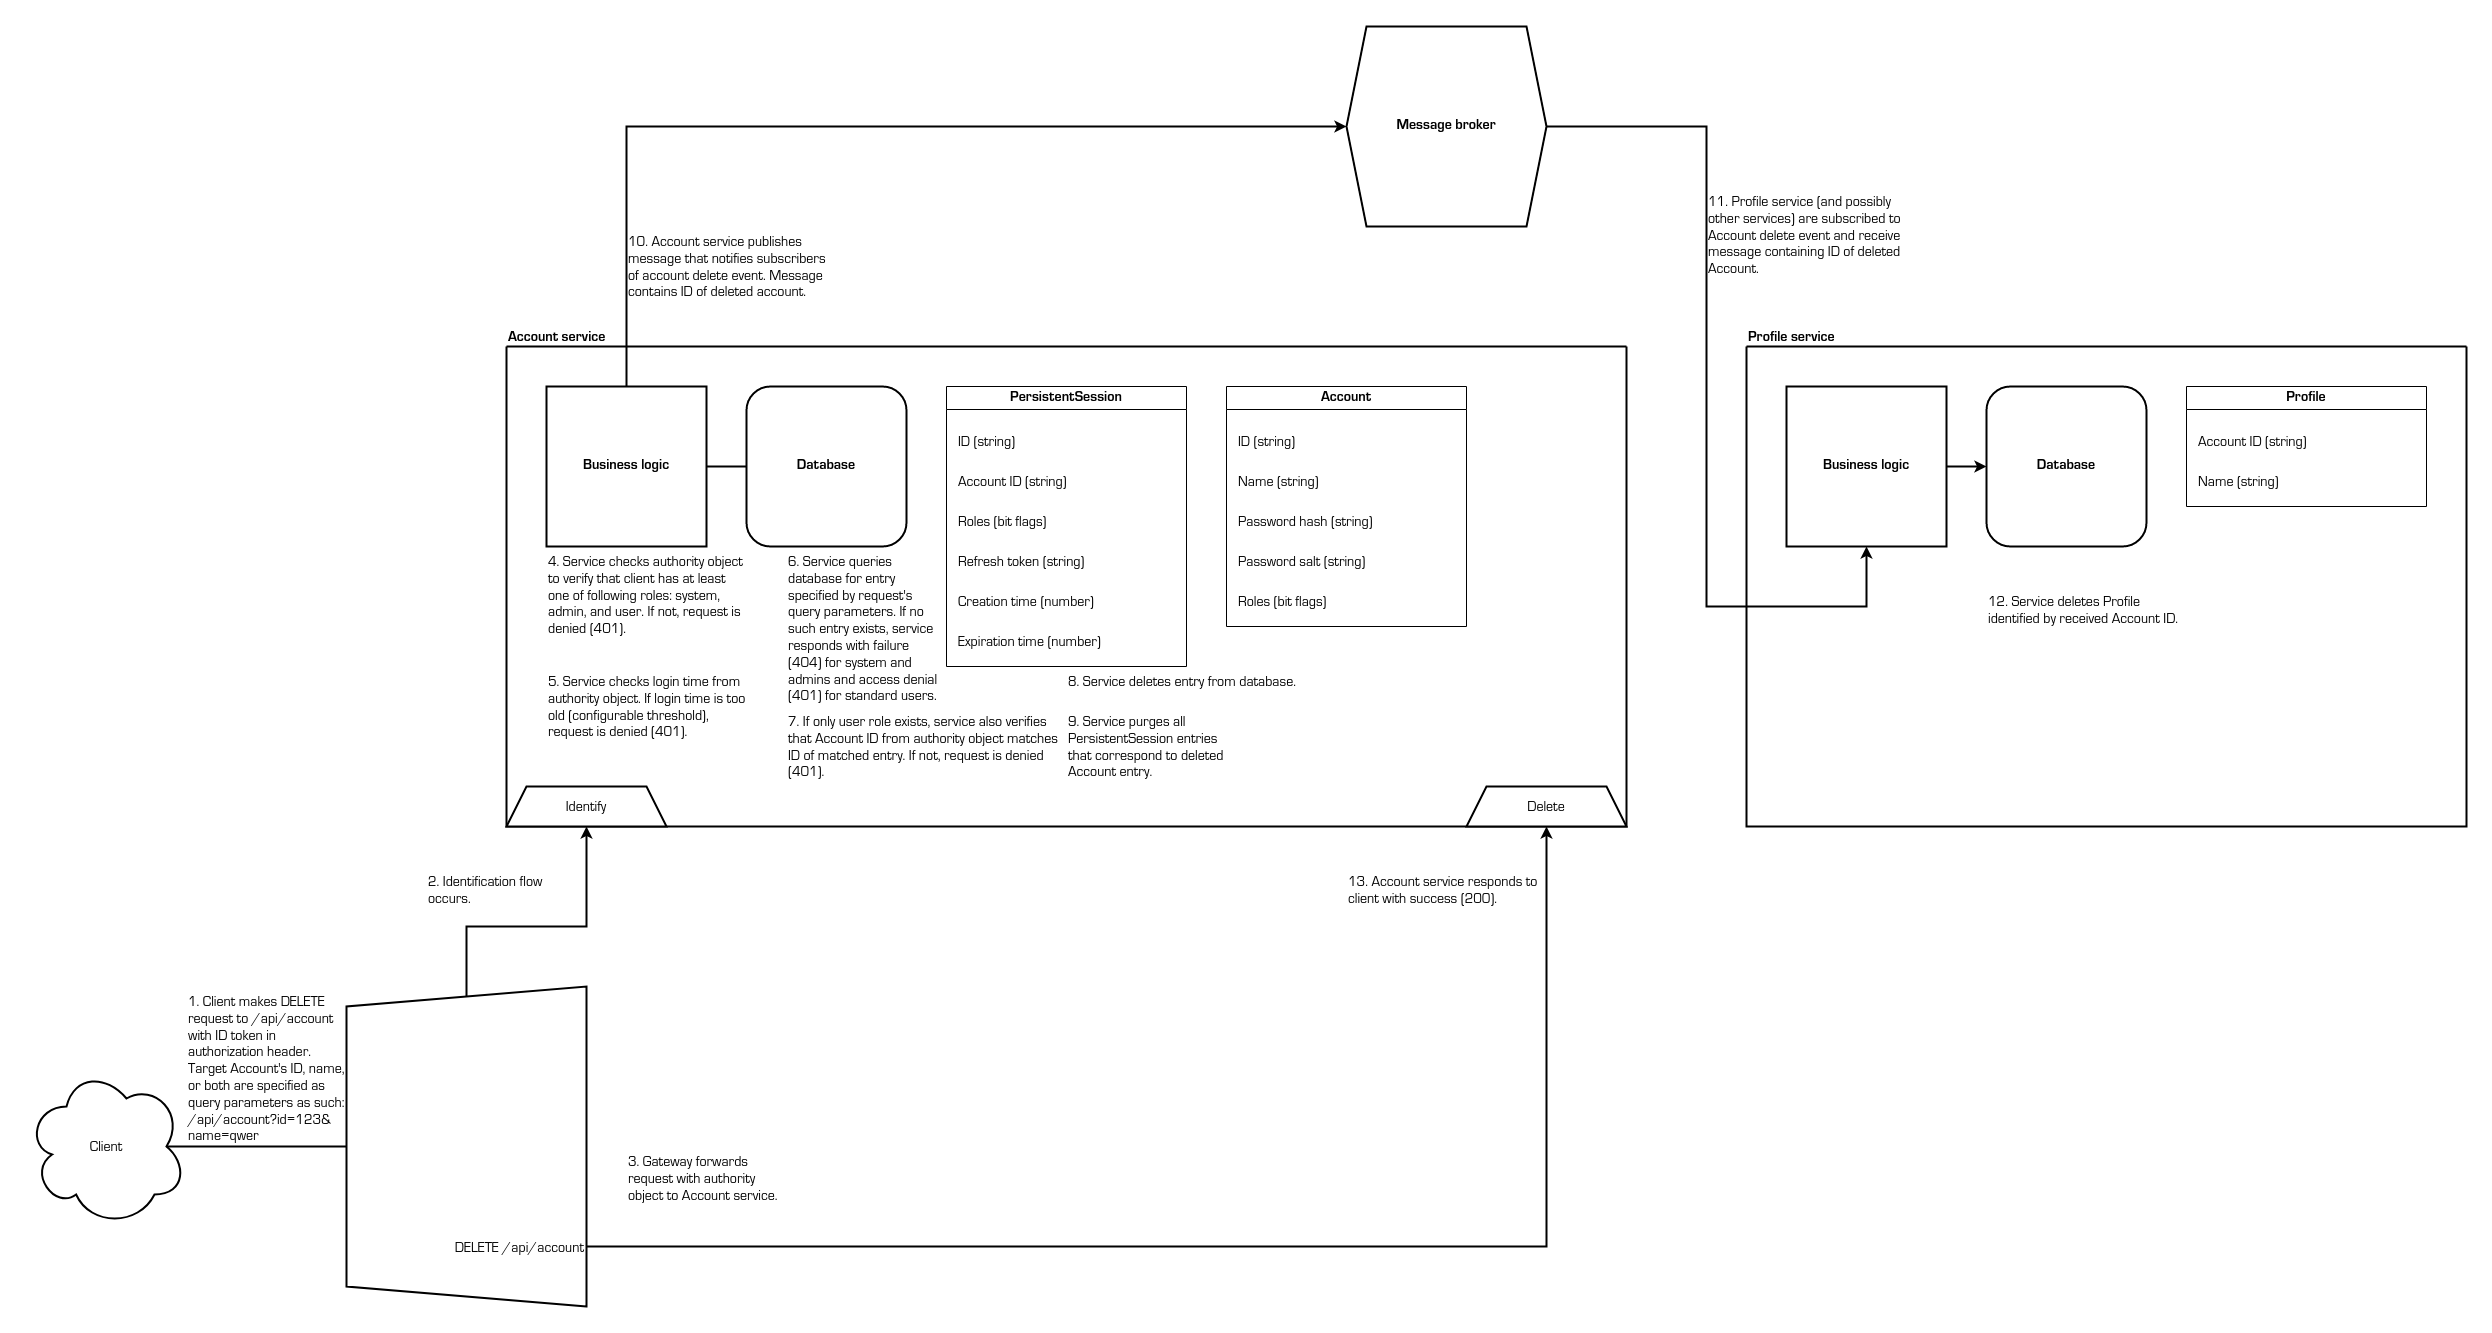 Message broker
11. Profile service (and possibly
other services) are subscribed to
Account delete event and receive
message containing ID of deleted
Account.
10. Account service publishes
message that notifies subscribers
of account delete event. Message
contains ID of deleted account.
Account service
Business logic
Database
PersistentSession
ID (string)
Account ID (string)
Roles (bit flags)
Refresh token (string)
Creation time (number)
Expiration time (number)
Account
ID (string)
Name (string)
Password hash (string)
Password salt (string)
Roles (bit flags)
4. Service checks authority object
to verify that client has at least
one of following roles: system,
admin, and user. If not, request is
denied (401).
5. Service checks login time from
authority object. If login time is too
old (configurable threshold),
request is denied (401).
6. Service queries
database for entry
specified by request's
query parameters. If no
such entry exists, service
responds with failure
(404) for system and
admins and access denial
(401) for standard users.
7. If only user role exists, service also verifies
that Account ID from authority object matches
ID of matched entry. If not, request is denied
(401).
8. Service deletes entry from database.
9. Service purges all
PersistentSession entries
that correspond to deleted
Account entry.
Identify
Delete
Profile service
Business logic
Database
Profile
Account ID (string)
Name (string)
12. Service deletes Profile
identified by received Account ID.
2. Identification flow
occurs.
13. Account service responds to
client with success (200).
1. Client makes DELETE
request to /api/account
with ID token in
authorization header.
Target Account's ID, name,
or both are specified as
query parameters as such:
/api/account?id=123&
name=qwer
Client
3. Gateway forwards
request with authority
object to Account service.
DELETE /api/account